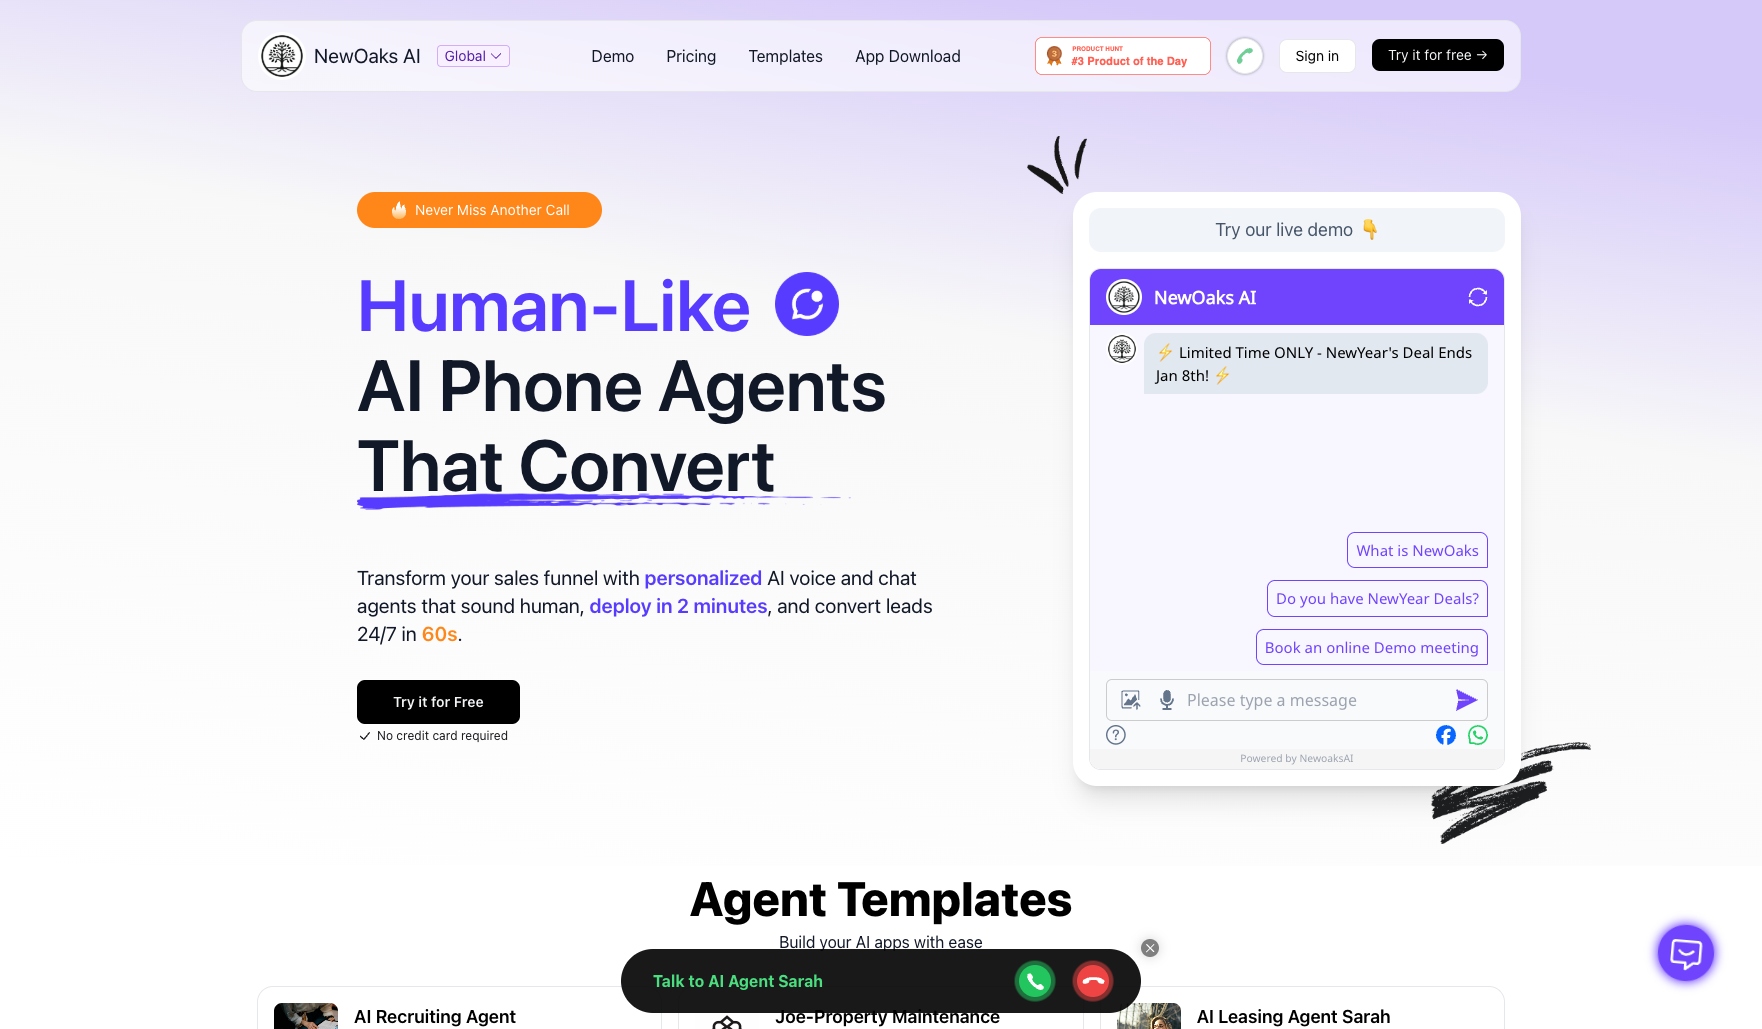 NewOaks AI
Global
Demo
Pricing
Templates
App Download
3
PRODUCT HUNT
#3 Product of the Day
Sign in
Try it for free →
🔥 Never Miss Another Call
Human-Like
AI Phone Agents
That Convert
Transform your sales funnel with personalized AI voice and chat
agents that sound human, deploy in 2 minutes, and convert leads
24/7 in 60s.
Try it for Free
No credit card required
Try our live demo 👇
NewOaks AI
⚡ Limited Time ONLY - NewYear's Deal Ends
Jan 8th! ⚡
What is NewOaks
Do you have NewYear Deals?
Book an online Demo meeting
Please type a message
Powered by NewoaksAI
Agent Templates
Build your AI apps with ease
Talk to AI Agent Sarah
AI Recruiting Agent
Joe-Property Maintenance
AI Leasing Agent Sarah